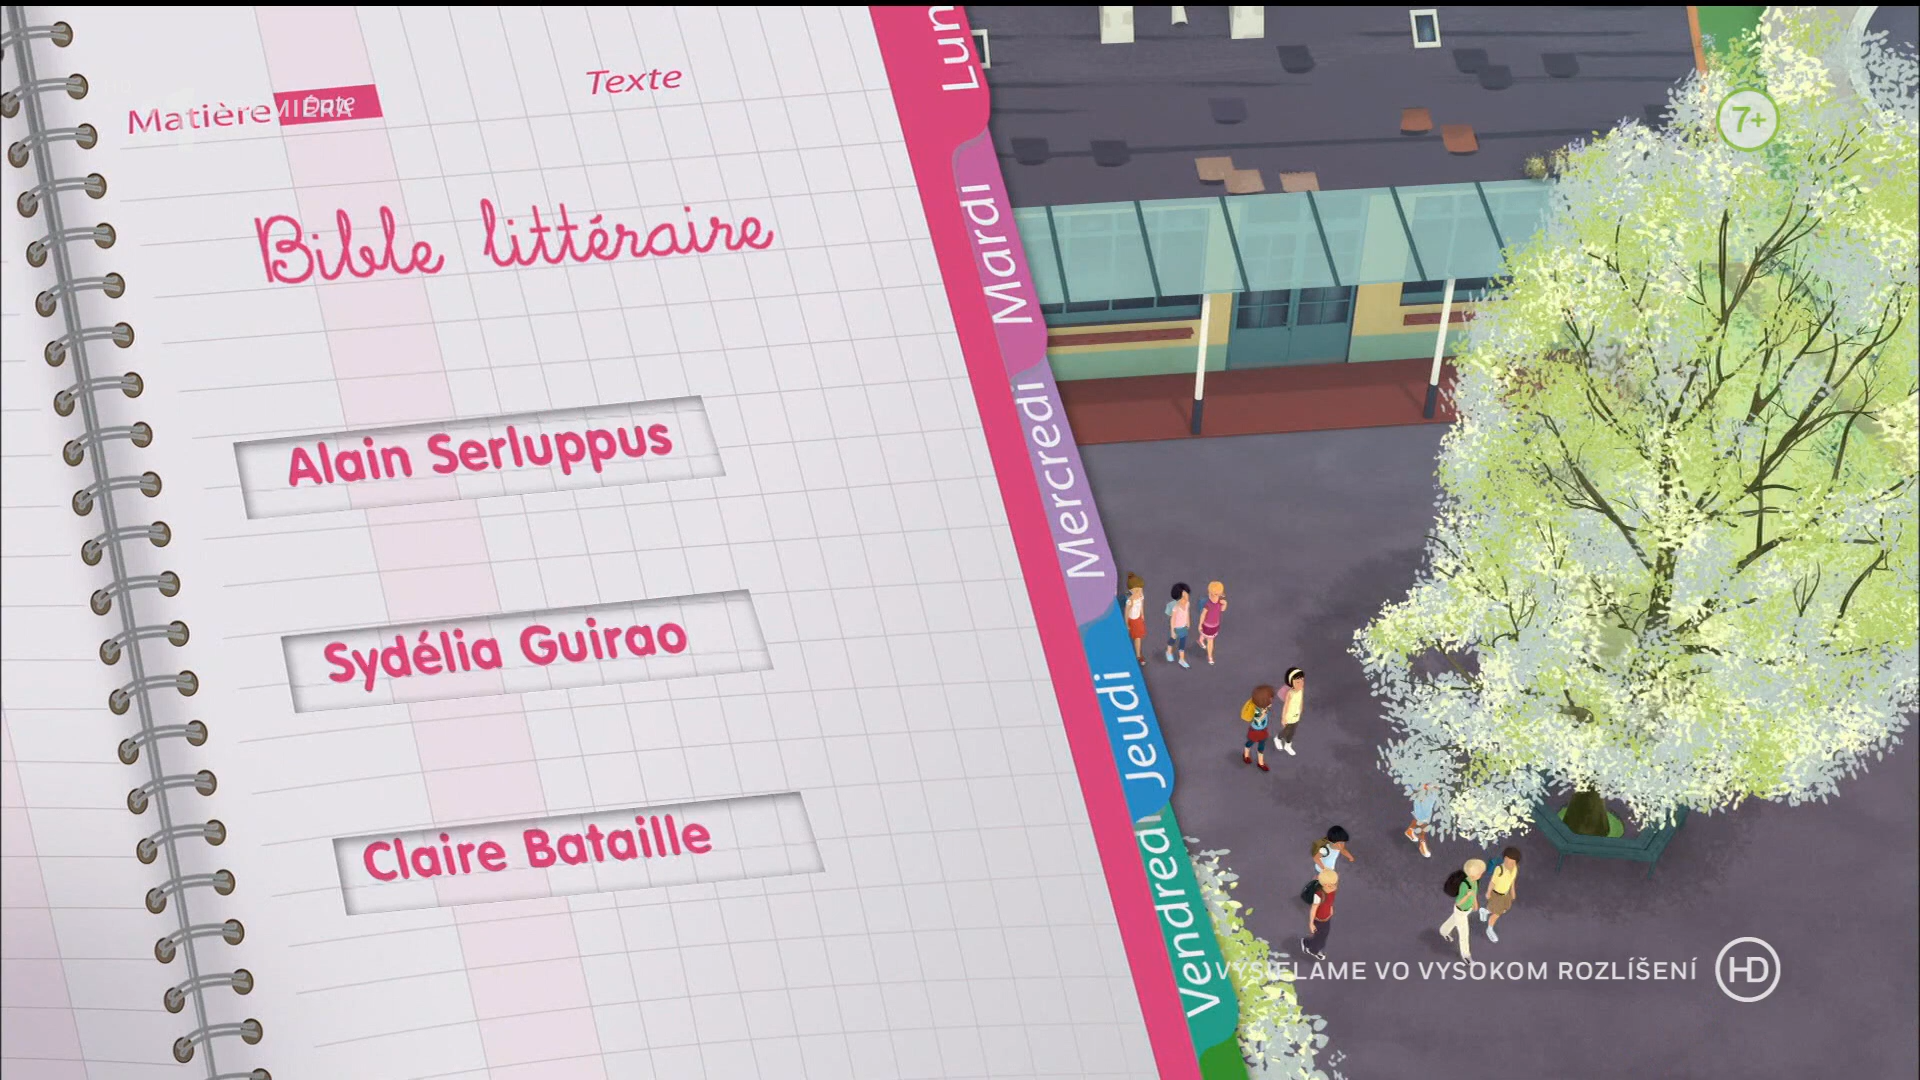 Matière
Texte
Bible littéraire
Alain Serluppus
Sydélia Guirao
Claire Bataille
Lun
Mardi
Mercredi
Jeudi
Vendredi
7+
VYSIELAME VO VYSOKOM ROZLÍŠENÍ HD